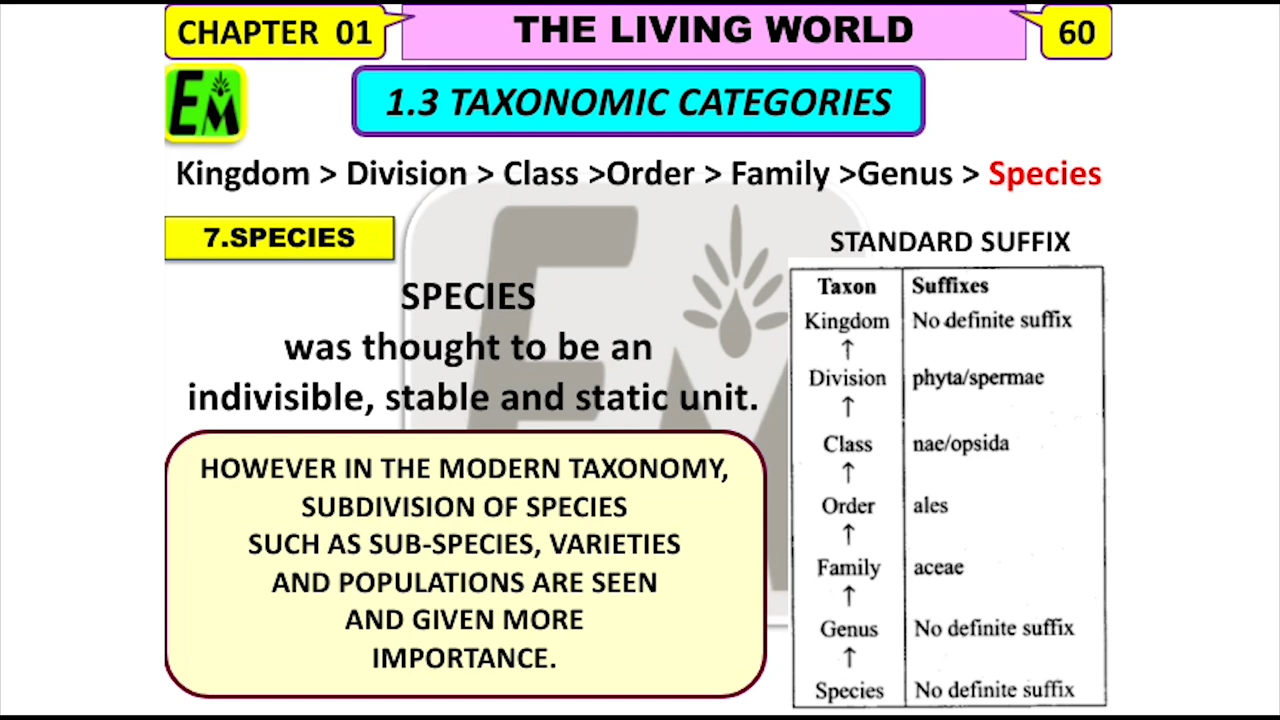 CHAPTER 01
THE LIVING WORLD
60
EM
1.3 TAXONOMIC CATEGORIES
Kingdom > Division > Class >Order > Family >Genus > Species
7.SPECIES
SPECIES
was thought to be an
indivisible, stable and static unit.
HOWEVER IN THE MODERN TAXONOMY,
SUBDIVISION OF SPECIES
SUCH AS SUB-SPECIES, VARIETIES
AND POPULATIONS ARE SEEN
AND GIVEN MORE
IMPORTANCE.
STANDARD SUFFIX
Taxon Suffixes
Kingdom No definite suffix
↑
Division phyta/spermae
↑
Class nae/opsida
↑
Order ales
↑
Family aceae
↑
Genus No definite suffix
↑
Species No definite suffix